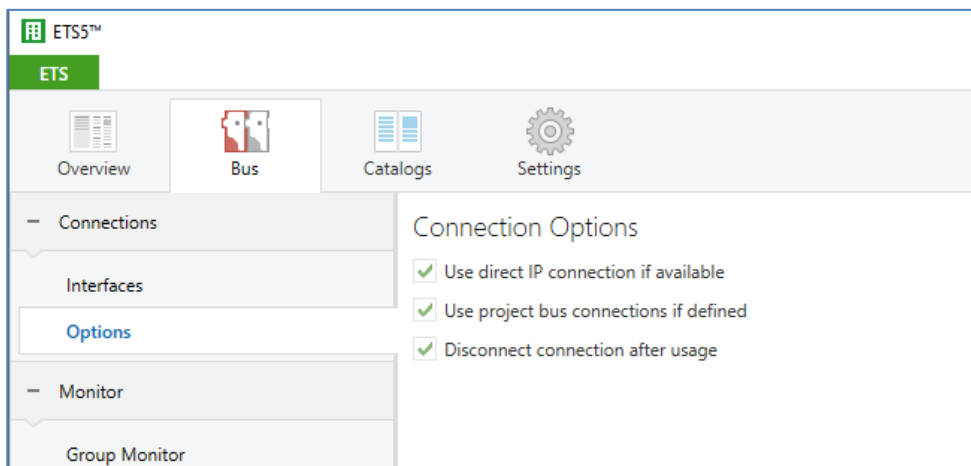 ETS5™
ETS
Overview
Bus
Catalogs
Settings
Connections
Interfaces
Options
Monitor
Group Monitor
Connection Options
Use direct IP connection if available
Use project bus connections if defined
Disconnect connection after usage